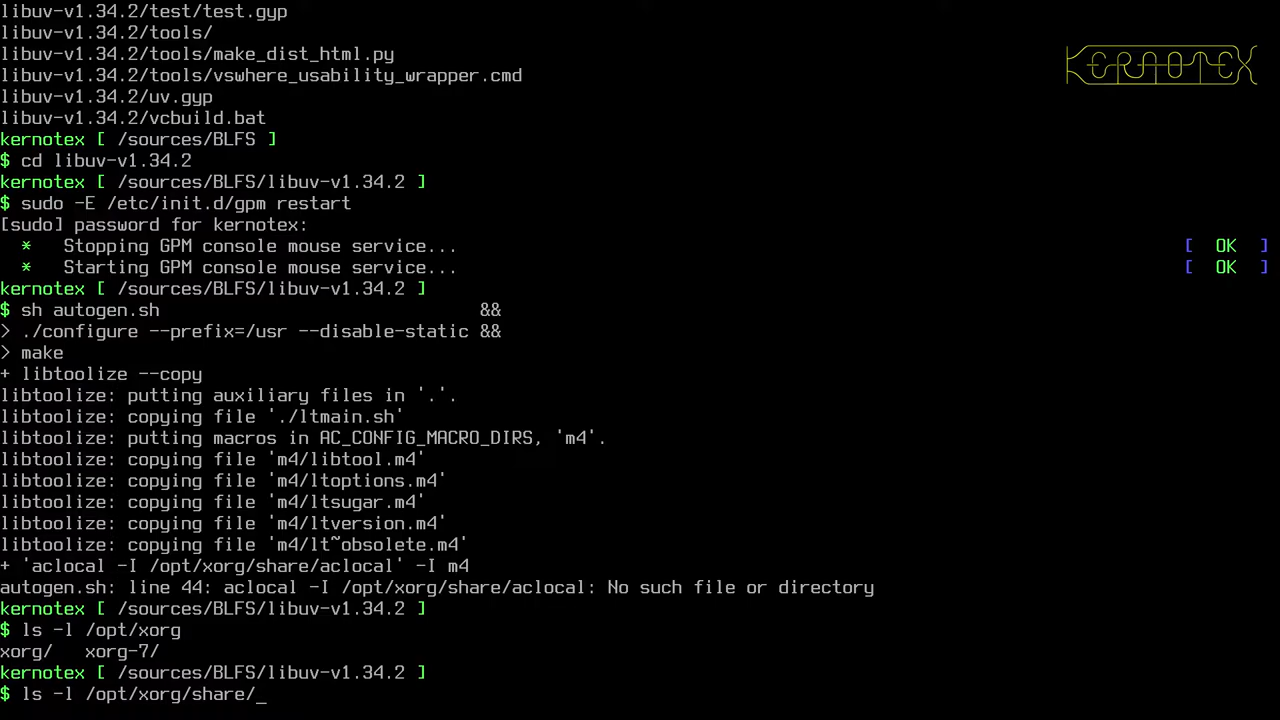 libuv-v1.34.2/test/test.gyp
libuv-v1.34.2/tools/
libuv-v1.34.2/tools/make_dist_html.py
libuv-v1.34.2/tools/vswhere_usability_wrapper.cmd
libuv-v1.34.2/uv.gyp
libuv-v1.34.2/vcbuild.bat
KERNOTEX
kernotex [ /sources/BLFS ]
$ cd libuv-v1.34.2
kernotex [ /sources/BLFS/libuv-v1.34.2 ]
$ sudo -E /etc/init.d/gpm restart
[sudo] password for kernotex:
  *   Stopping GPM console mouse service...   [  OK  ]
  *   Starting GPM console mouse service...   [  OK  ]
kernotex [ /sources/BLFS/libuv-v1.34.2 ]
$ sh autogen.sh                              &&
> ./configure --prefix=/usr --disable-static &&
> make
+ libtoolize --copy
libtoolize: putting auxiliary files in '.'.
libtoolize: copying file './ltmain.sh'
libtoolize: putting macros in AC_CONFIG_MACRO_DIRS, 'm4'.
libtoolize: copying file 'm4/libtool.m4'
libtoolize: copying file 'm4/ltoptions.m4'
libtoolize: copying file 'm4/ltsugar.m4'
libtoolize: copying file 'm4/ltversion.m4'
libtoolize: copying file 'm4/lt~obsolete.m4'
+ 'aclocal -I /opt/xorg/share/aclocal' -I m4
autogen.sh: line 44: aclocal -I /opt/xorg/share/aclocal: No such file or directory
kernotex [ /sources/BLFS/libuv-v1.34.2 ]
$ ls -l /opt/xorg
xorg/   xorg-7/
kernotex [ /sources/BLFS/libuv-v1.34.2 ]
$ ls -l /opt/xorg/share/_